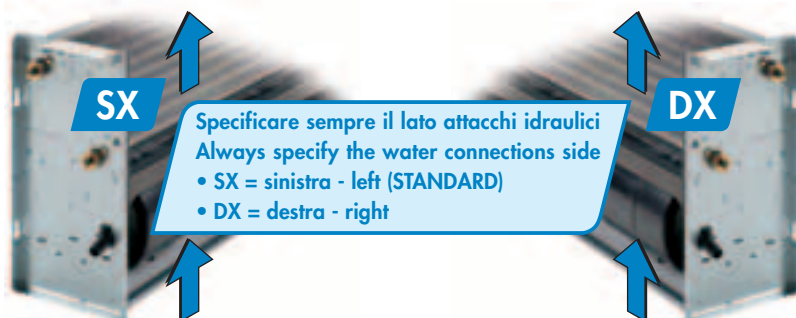 SX
DX
Specificare sempre il lato attacchi idraulici
Always specify the water connections side
• SX = sinistra - left (STANDARD)
• DX = destra - right